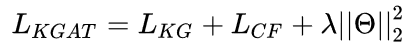 L_{KGAT} = L_{KG} + L_{CF} + λ||Θ||_2^2